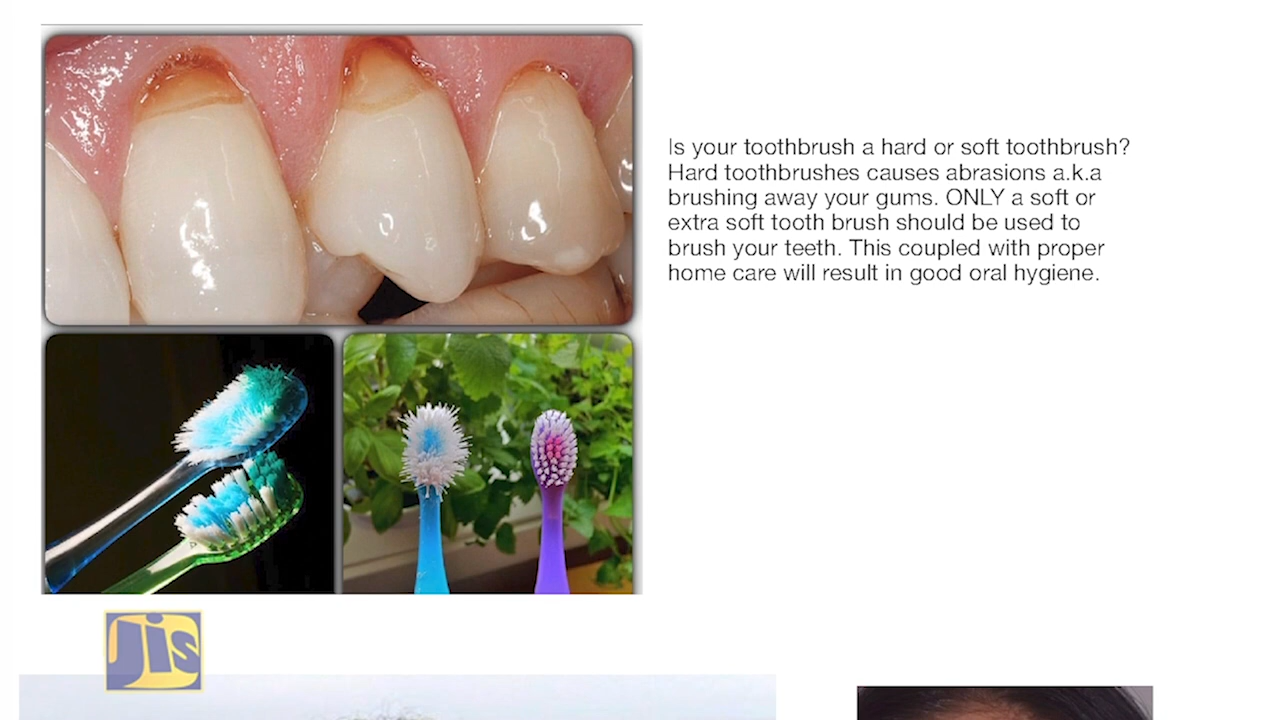 Is your toothbrush a hard or soft toothbrush?
Hard toothbrushes causes abrasions a.k.a
brushing away your gums. ONLY a soft or
extra soft tooth brush should be used to
brush your teeth. This coupled with proper
home care will result in good oral hygiene.
JIS